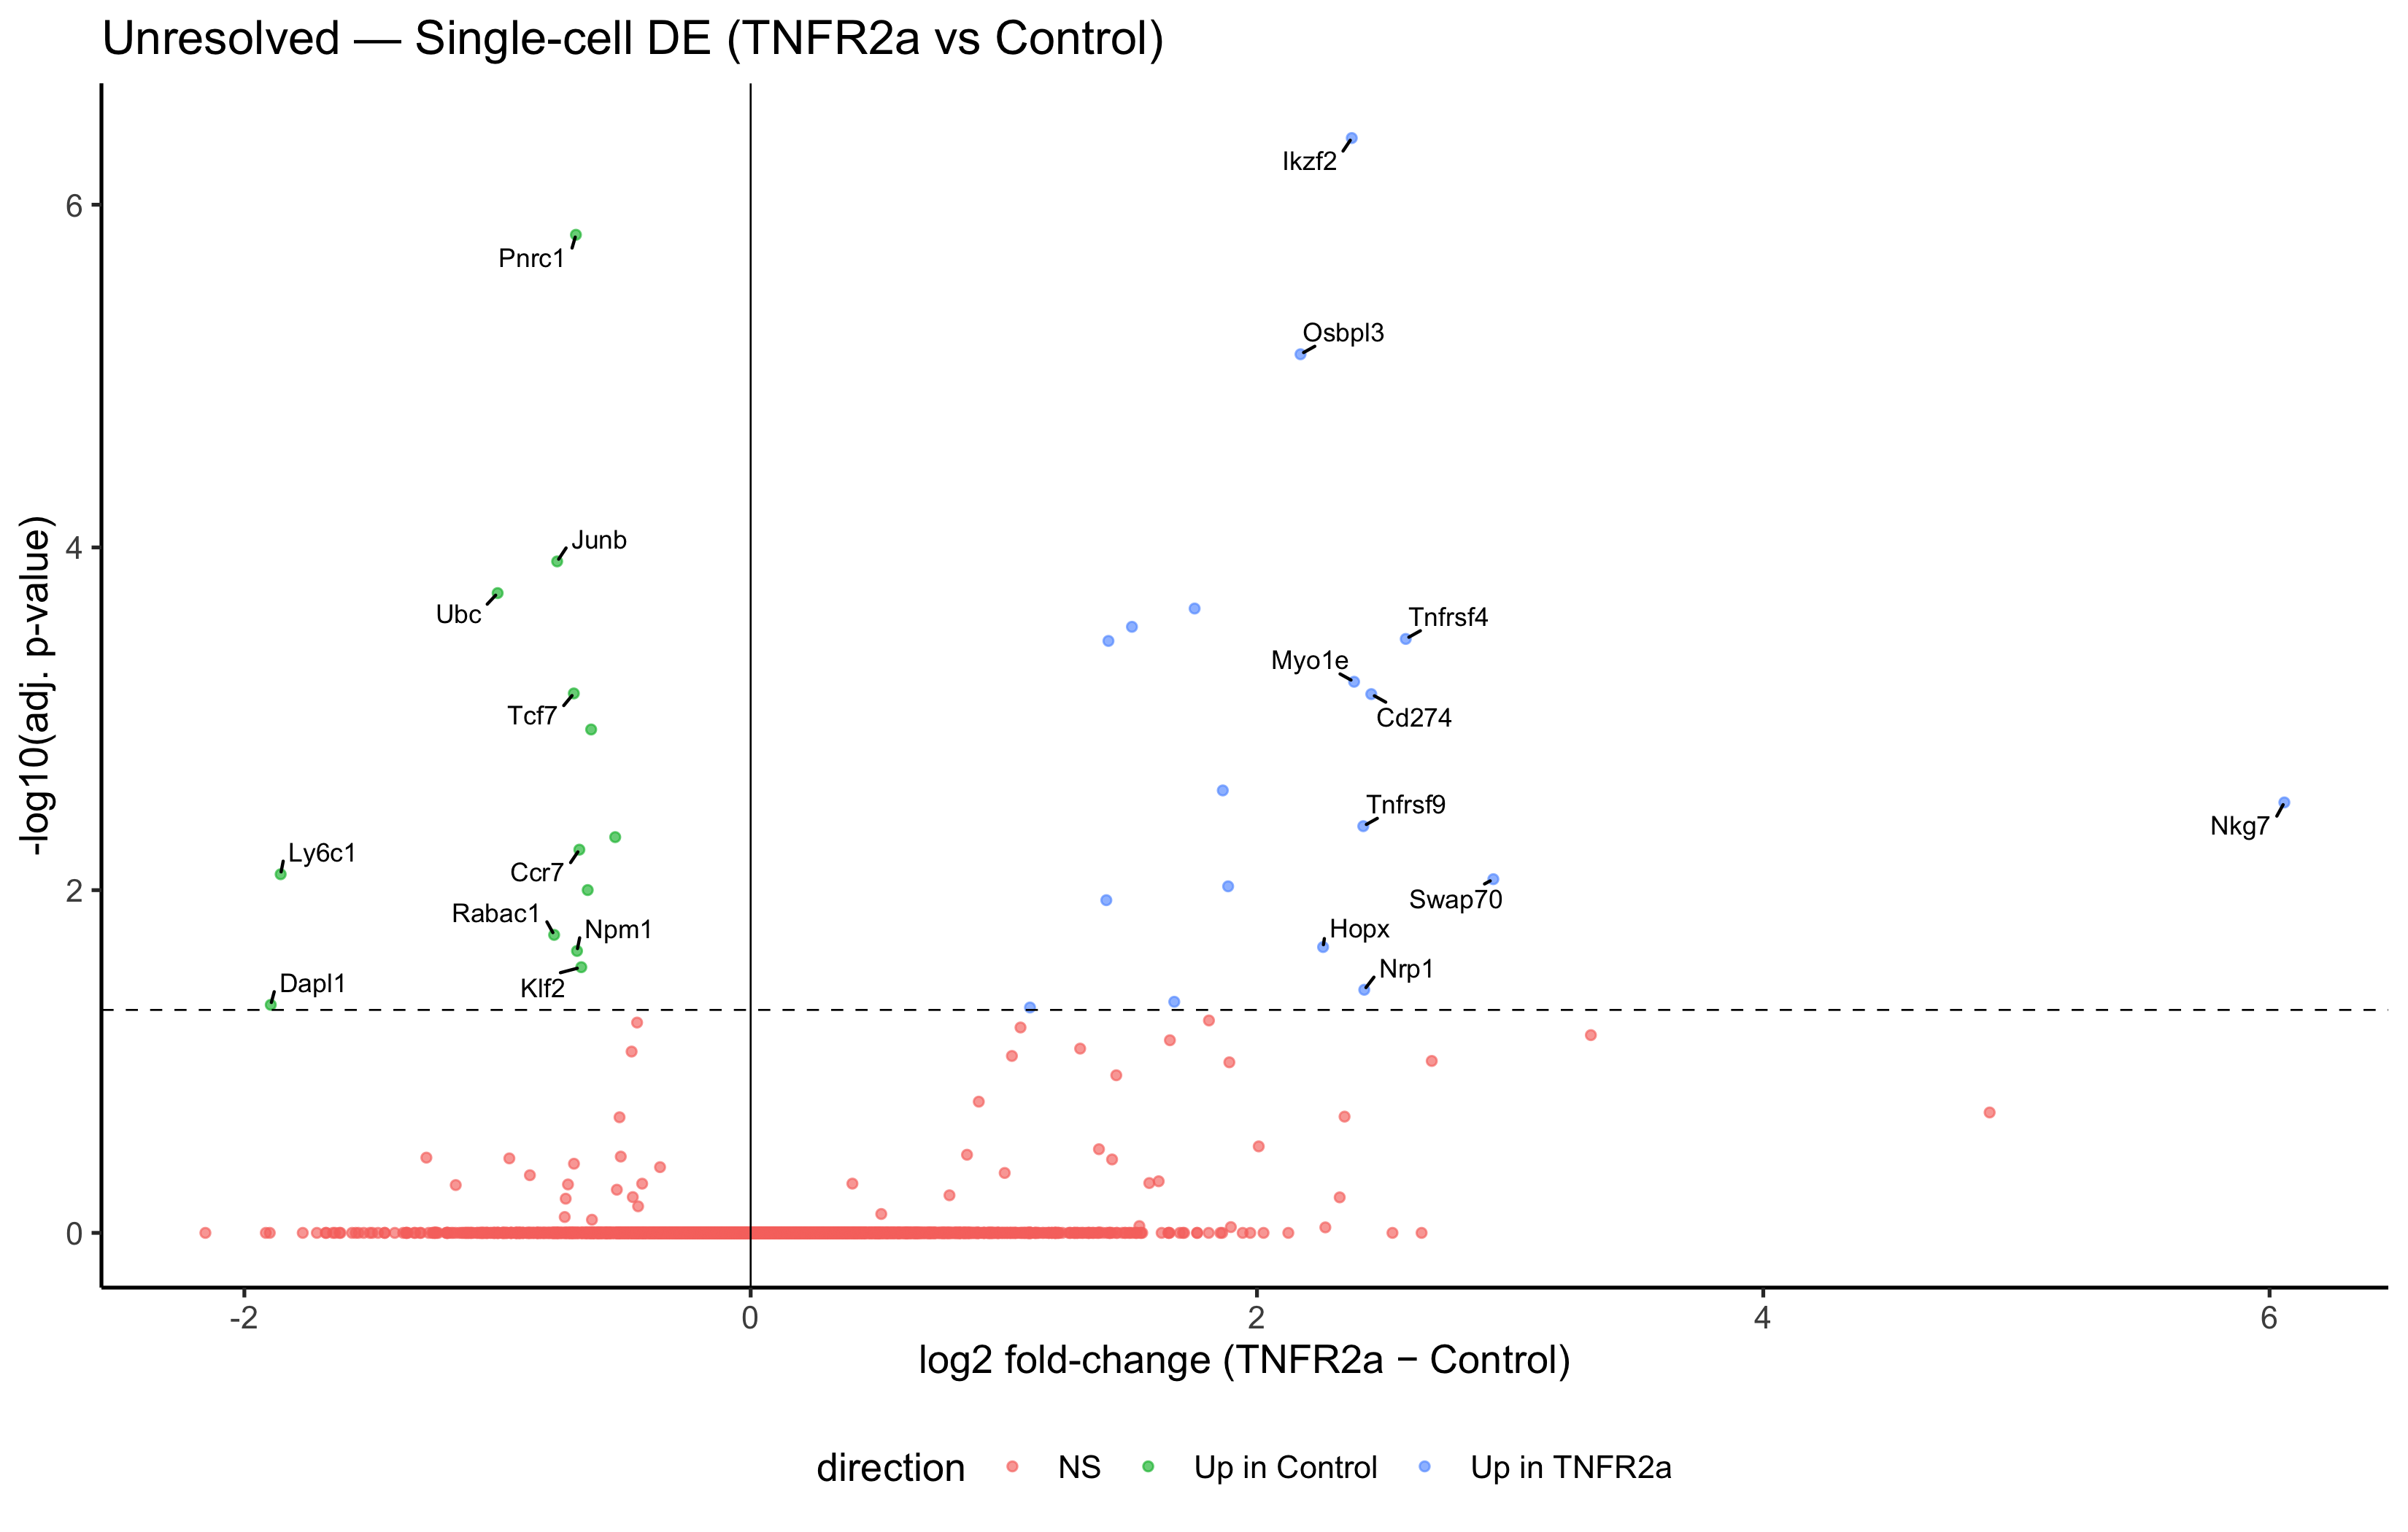 Unresolved — Single-cell DE (TNFR2a vs Control)
Ikzf2
Pnrc1
Osbpl3
Junb
Ubc
Tnfrsf4
Myo1e
Tcf7
Cd274
Tnfrsf9
Nkg7
Ly6c1
Ccr7
Swap70
Rabac1
Npm1
Hopx
Nrp1
Dapl1
Klf2
6
4
2
0
-log10(adj. p-value)
-2 0 2 4 6
log2 fold-change (TNFR2a − Control)
direction NS Up in Control Up in TNFR2a